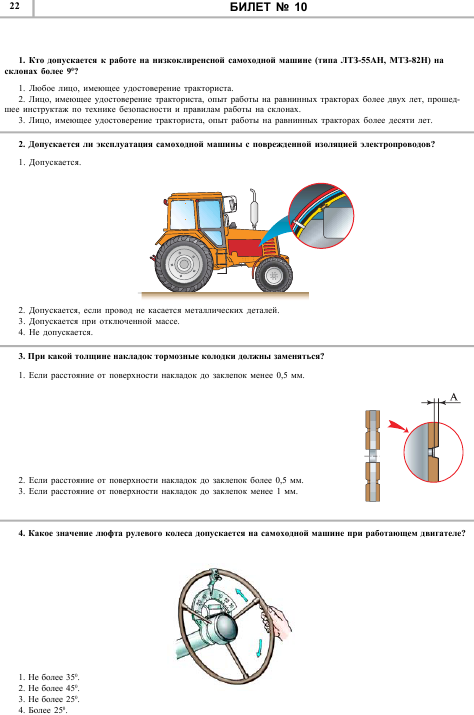 22
БИЛЕТ № 10
1. Кто допускается к работе на низкоклиренсной самоходной машине (типа ЛТЗ-55АН, МТЗ-82Н) на
склонах более 9⁰?
1. Любое лицо, имеющее удостоверение тракториста.
2. Лицо, имеющее удостоверение тракториста, опыт работы на равнинных тракторах более двух лет, прошед-
шее инструктаж по технике безопасности и правилам работы на склонах.
3. Лицо, имеющее удостоверение тракториста, опыт работы на равнинных тракторах более десяти лет.
2. Допускается ли эксплуатация самоходной машины с поврежденной изоляцией электропроводов?
1. Допускается.
2. Допускается, если провод не касается металлических деталей.
3. Допускается при отключенной массе.
4. Не допускается.
3. При какой толщине накладок тормозные колодки должны заменяться?
1. Если расстояние от поверхности накладок до заклепок менее 0,5 мм.
А
2. Если расстояние от поверхности накладок до заклепок более 0,5 мм.
3. Если расстояние от поверхности накладок до заклепок менее 1 мм.
4. Какое значение люфта рулевого колеса допускается на самоходной машине при работающем двигателе?
1. Не более 35⁰.
2. Не более 45⁰.
3. Не более 25⁰.
4. Более 25⁰.